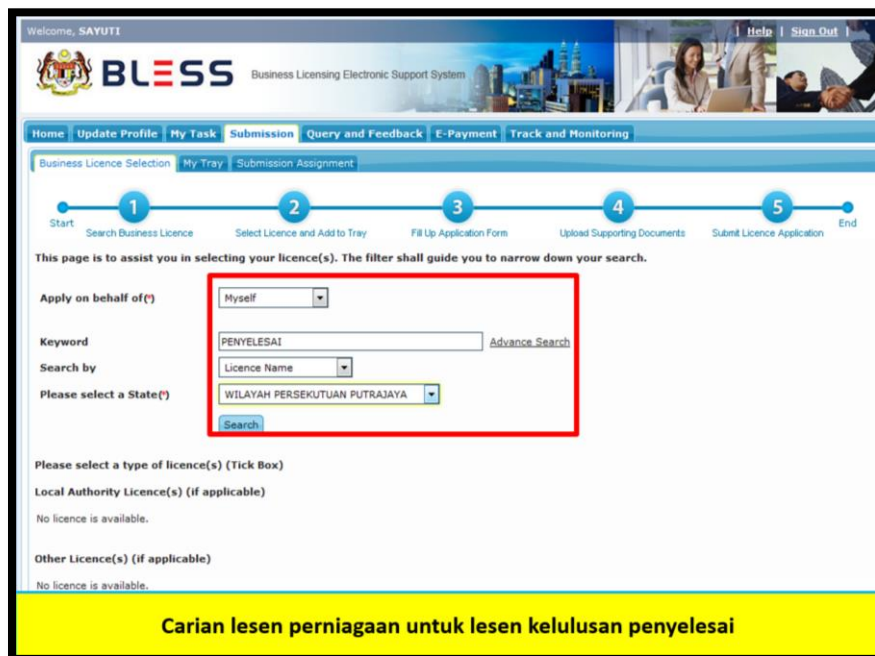 Welcome, SAYUTI
| Help | Sign Out |
BLESS Business Licensing Electronic Support System
Home Update Profile My Task Submission Query and Feedback E-Payment Track and Monitoring
Business Licence Selection My Tray Submission Assignment
1 2 3 4 5
Start Search Business Licence Select Licence and Add to Tray Fill Up Application Form Upload Supporting Documents Submit Licence Application End
This page is to assist you in selecting your licence(s). The filter shall guide you to narrow down your search.
Apply on behalf of(*) Myself
Keyword PENYELESAI Advance Search
Search by Licence Name
Please select a State(*) WILAYAH PERSEKUTUAN PUTRAJAYA
Search
Please select a type of licence(s) (Tick Box)
Local Authority Licence(s) (if applicable)
No licence is available.
Other Licence(s) (if applicable)
No licence is available.
Carian lesen perniagaan untuk lesen kelulusan penyelesai